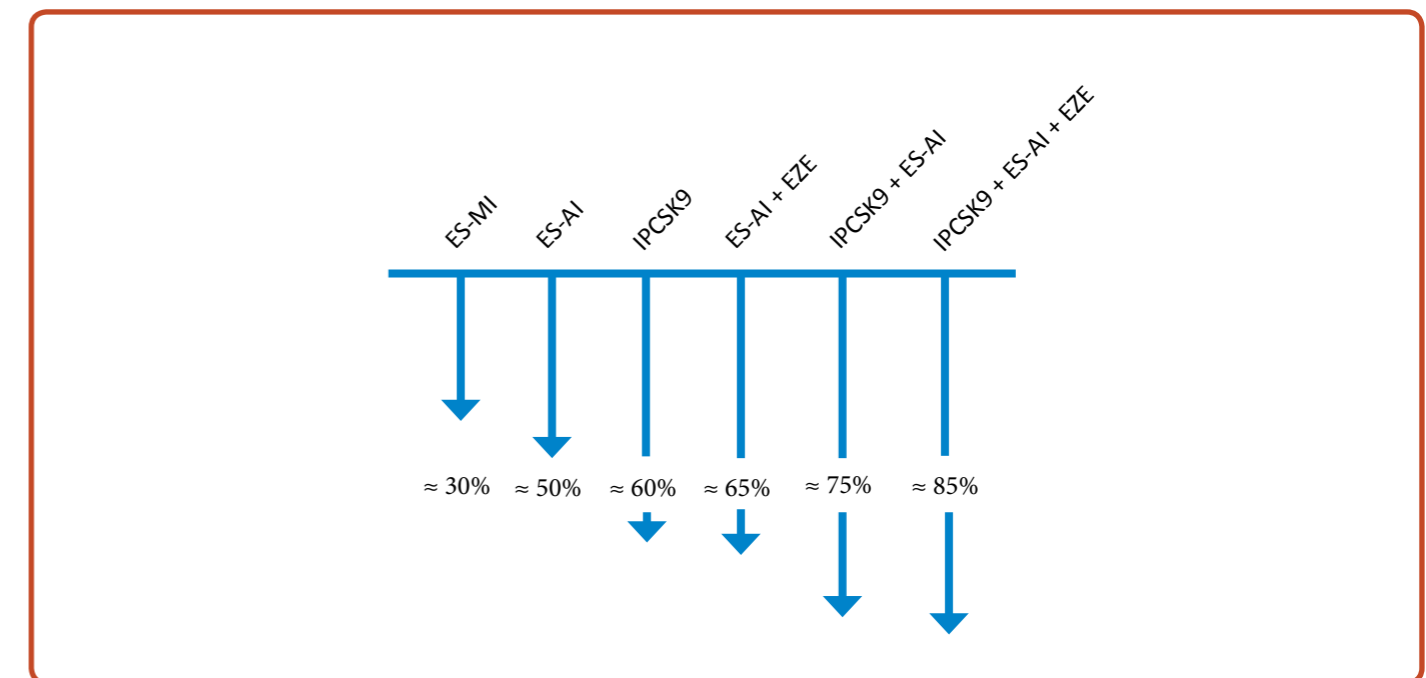 ES-MI
ES-AI
IPCSK9
ES-AI + EZE
IPCSK9 + ES-AI
IPCSK9 + ES-AI + EZE
≈ 30%
≈ 50%
≈ 60%
≈ 65%
≈ 75%
≈ 85%